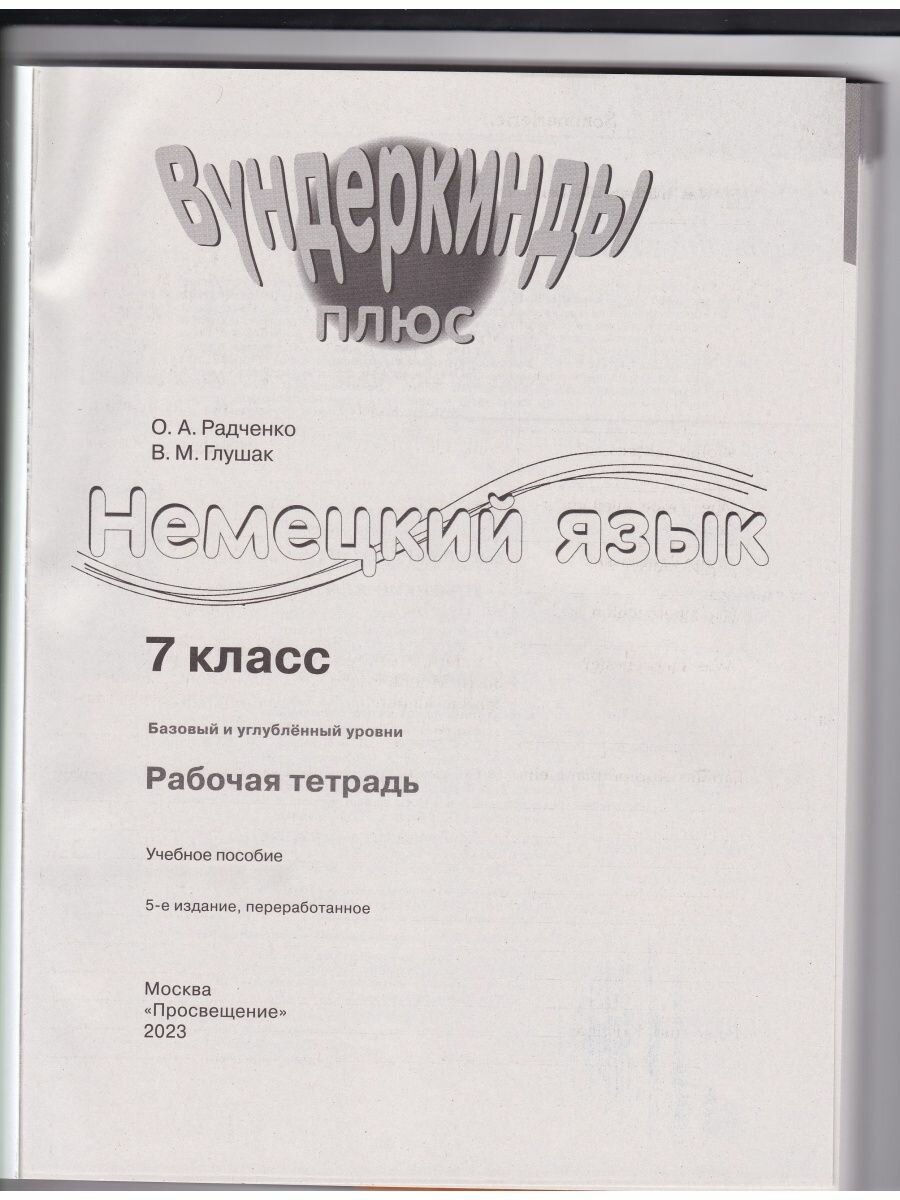 Вундеркинды
плюс
О. А. Радченко
В. М. Глушак
Немецкий язык
7 класс
Базовый и углублённый уровни
Рабочая тетрадь
Учебное пособие
5-е издание, переработанное
Москва
«Просвещение»
2023